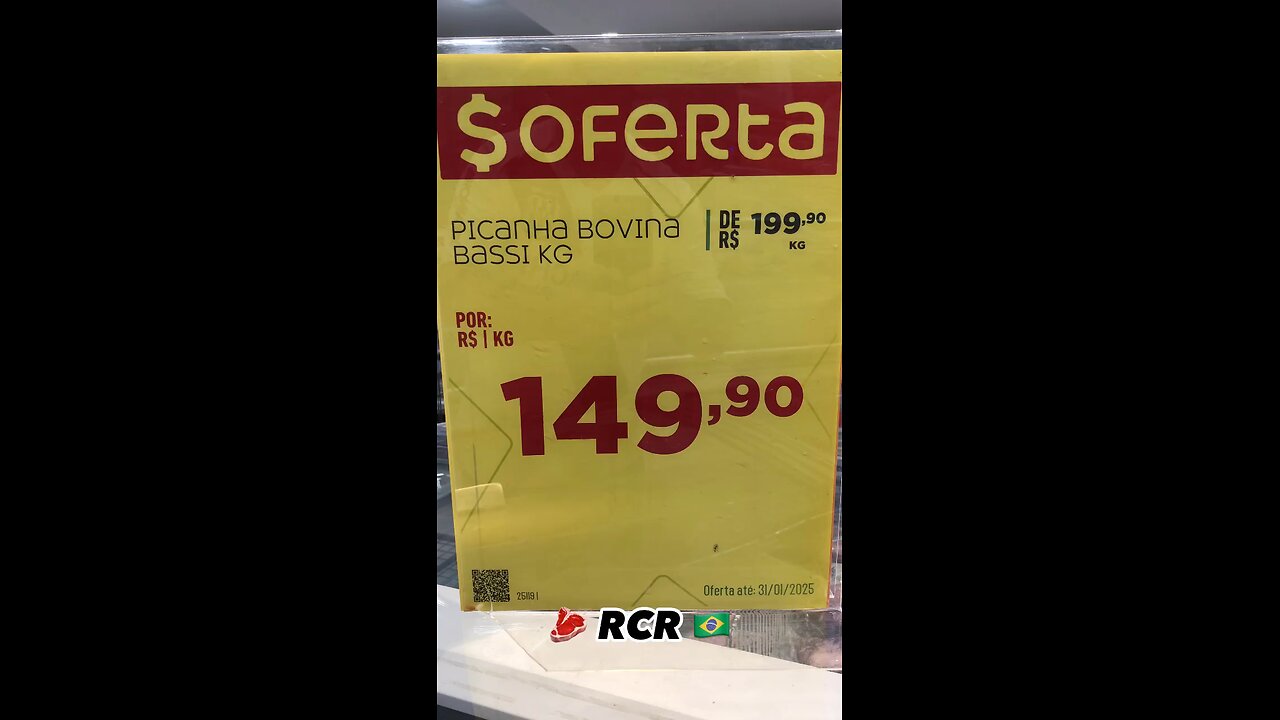 $ OFERTA
PICANHA BOVINA
BASSI KG
DE
R$ 199,90
KG
POR:
R$ | KG
149,90
25119 |
Oferta até: 31/01/2025
🥩 RCR 🇧🇷